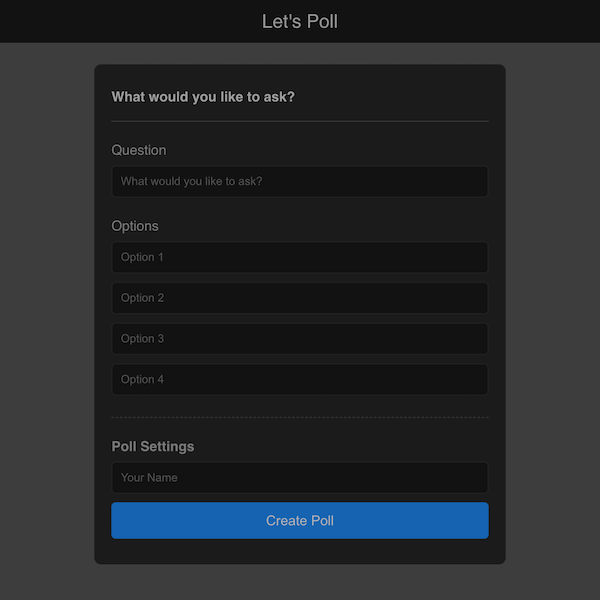 Let's Poll
What would you like to ask?
Question
What would you like to ask?
Options
Option 1
Option 2
Option 3
Option 4
Poll Settings
Your Name
Create Poll